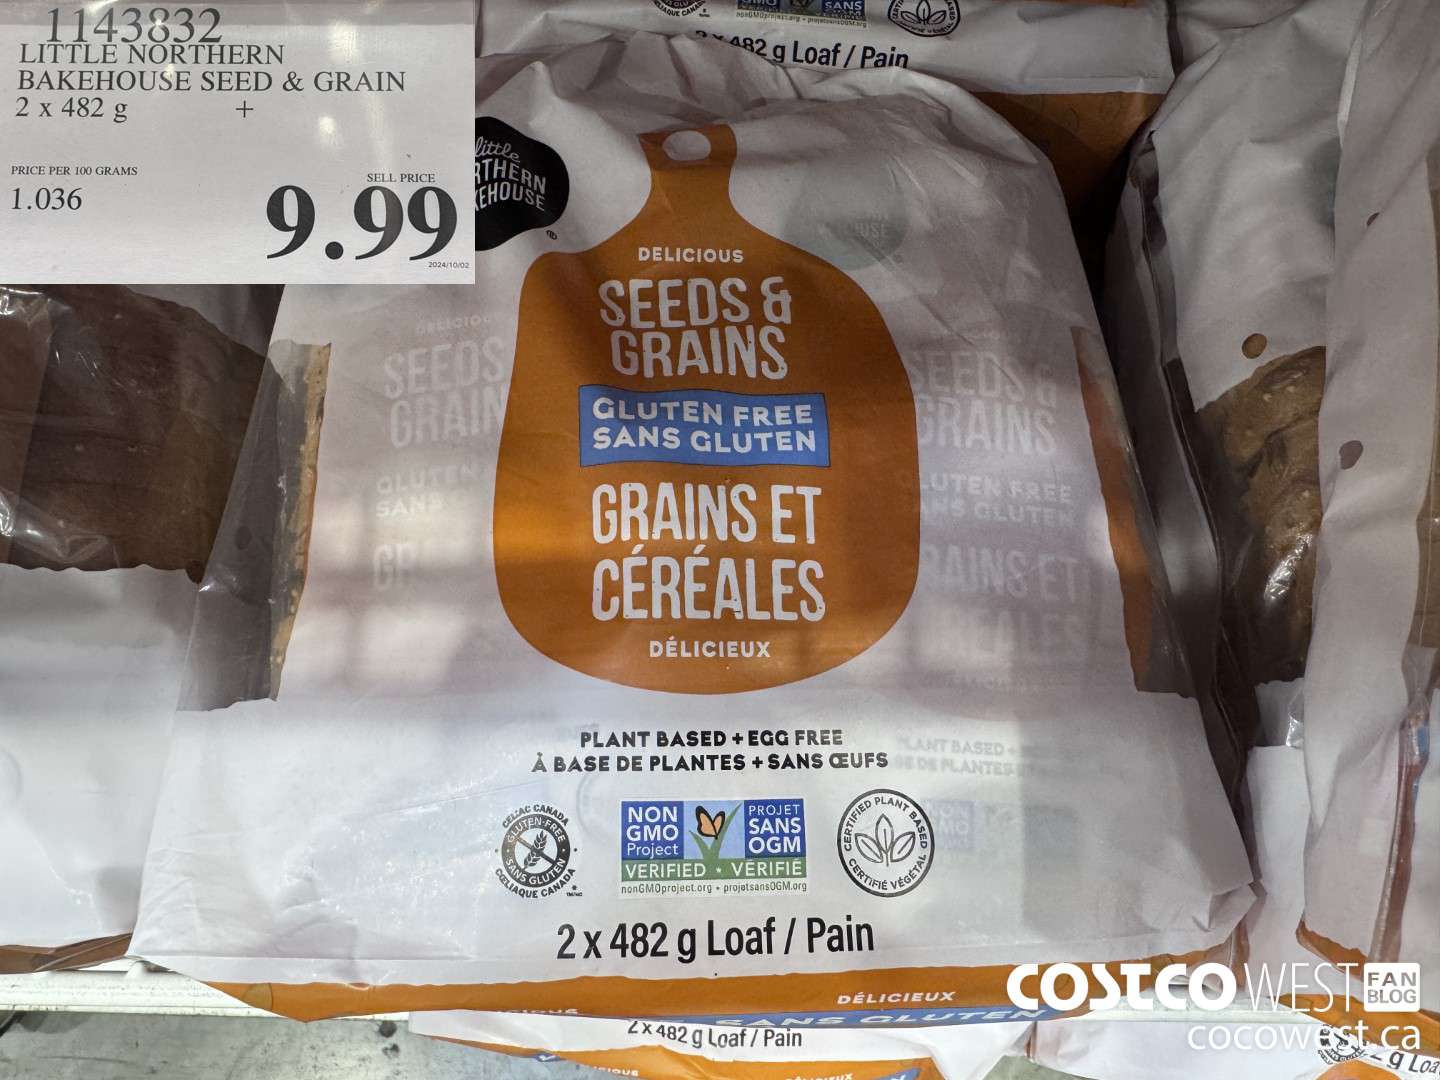 1143832
LITTLE NORTHERN
BAKEHOUSE SEED & GRAIN
2 x 482 g +
PRICE PER 100 GRAMS
1.036
SELL PRICE
9.99
2024/10/02
2 x 482 g Loaf / Pain
little
DELICIOUS
SEEDS &
GRAINS
GLUTEN FREE
SANS GLUTEN
GRAINS ET
CÉRÉALES
DÉLICIEUX
PLANT BASED + EGG FREE
À BASE DE PLANTES + SANS ŒUFS
CELIAC CANADA
GLUTEN-FREE
SANS GLUTEN
CŒLIAQUE CANADA
NON
GMO
Project
PROJET
SANS
OGM
VERIFIED • VÉRIFIÉ
nonGMOproject.org • projetsansOGM.org
CERTIFIED PLANT BASED
CERTIFIÉ VÉGÉTAL
2 x 482 g Loaf / Pain
DÉLICIEUX
SANS GLUTEN
2 x 482 g Loaf / Pain
COSTCO WEST FAN BLOG
cocowest.ca